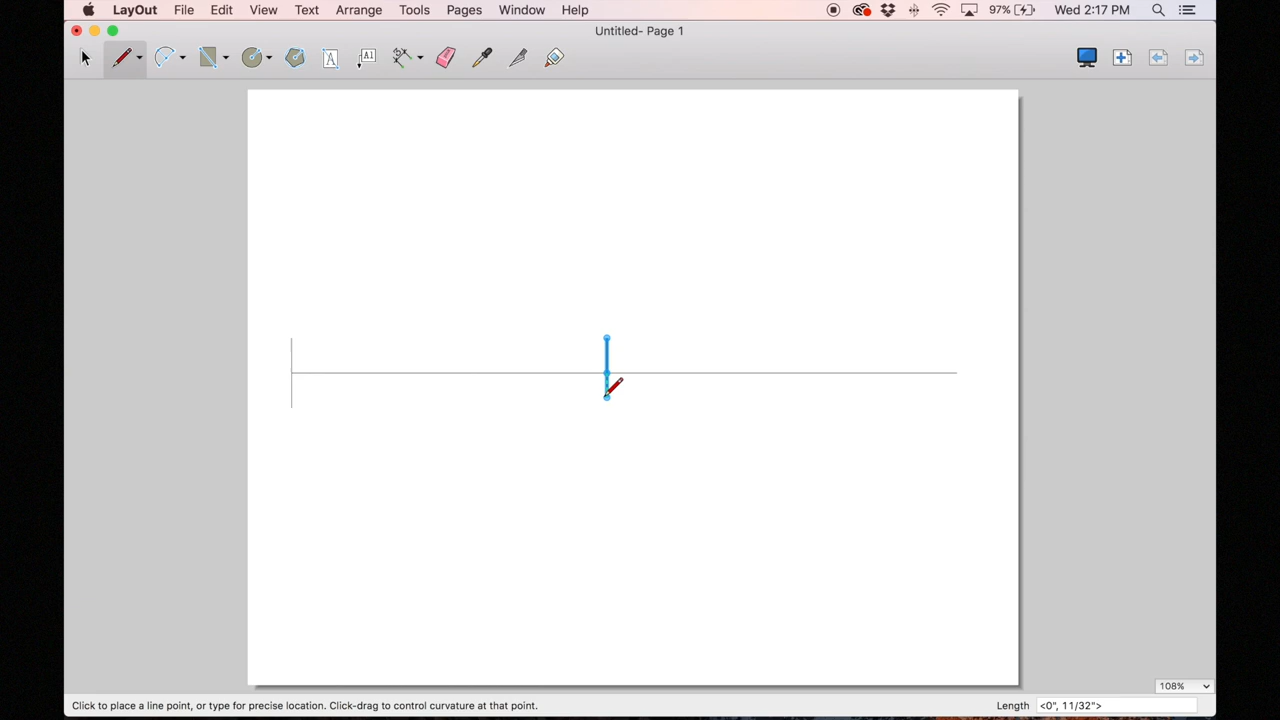 LayOut File Edit View Text Arrange Tools Pages Window Help 97% Wed 2:17 PM
Untitled- Page 1
A A1
108%
Click to place a line point, or type for precise location. Click-drag to control curvature at that point. Length <0", 11/32">